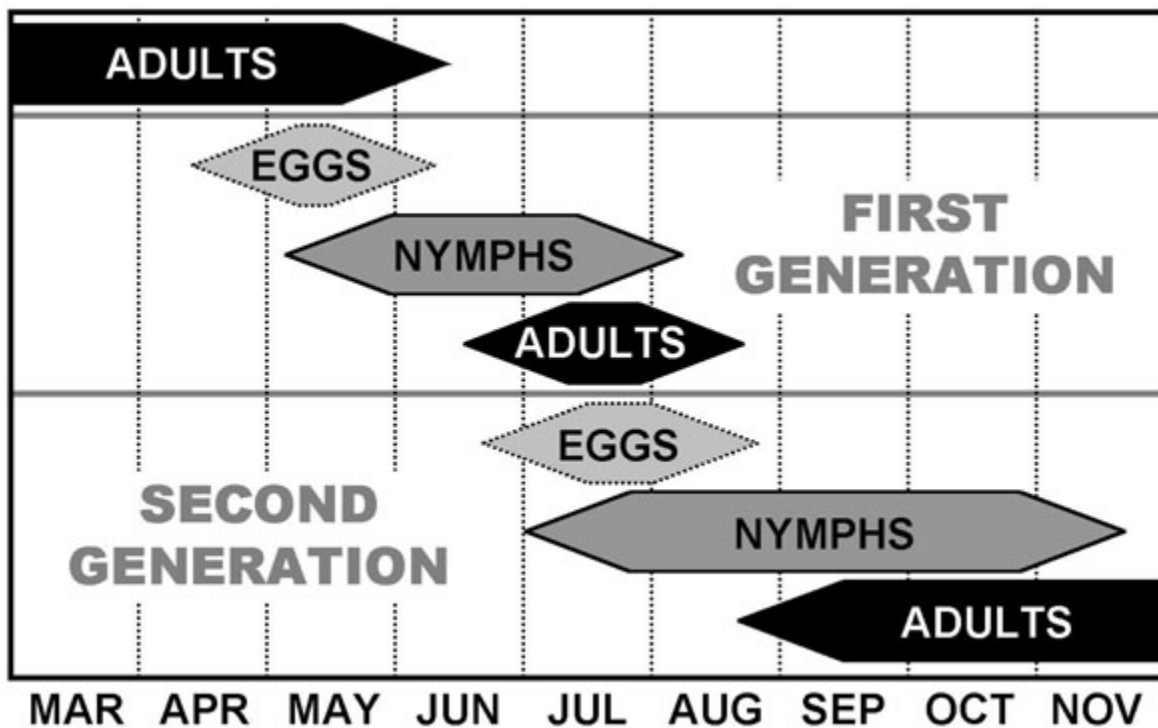 ADULTS
EGGS
NYMPHS
FIRST
GENERATION
ADULTS
EGGS
SECOND
GENERATION
NYMPHS
ADULTS
MAR APR MAY JUN JUL AUG SEP OCT NOV